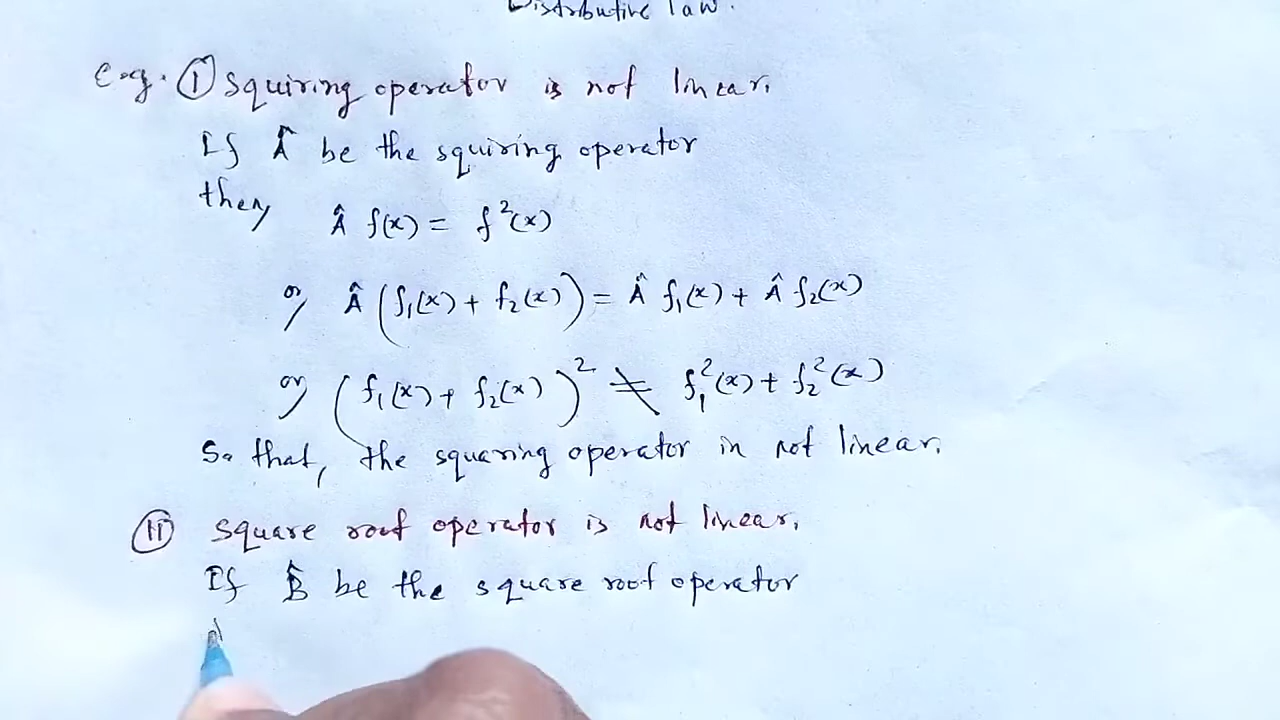 Distributive law.
e.g. ① squiring operator is not linear.
If Â be the squiring operator
then,
Â f(x) = f²(x)
or, Â (f₁(x) + f₂(x)) = Â f₁(x) + Â f₂(x)
or, (f₁(x) + f₂(x))² ≠ f₁²(x) + f₂²(x)
So that, the squaring operator in not linear.
⑪ square root operator is not linear.
If B̂ be the square root operator